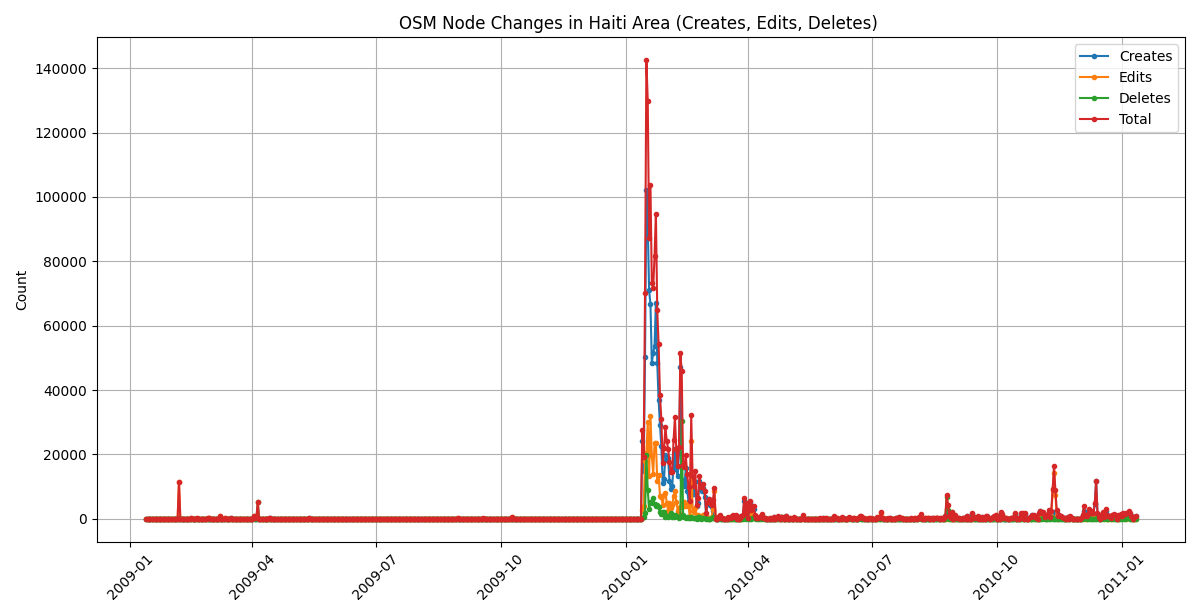 OSM Node Changes in Haiti Area (Creates, Edits, Deletes)
Creates
Edits
Deletes
Total
Count
140000
120000
100000
80000
60000
40000
20000
0
2009-01
2009-04
2009-07
2009-10
2010-01
2010-04
2010-07
2010-10
2011-01